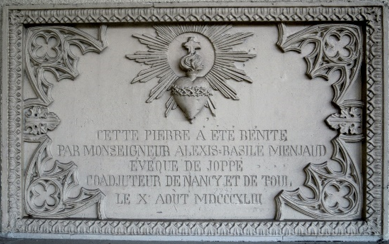 CETTE PIERRE A ÉTÉ BÉNITE
PAR MONSEIGNEUR ALEXIS-BASILE MENJAUD
ÉVÊQUE DE JOPPÉ
COADJUTEUR DE NANCY ET DE TOUL
LE X AOUT MDCCCXLIII